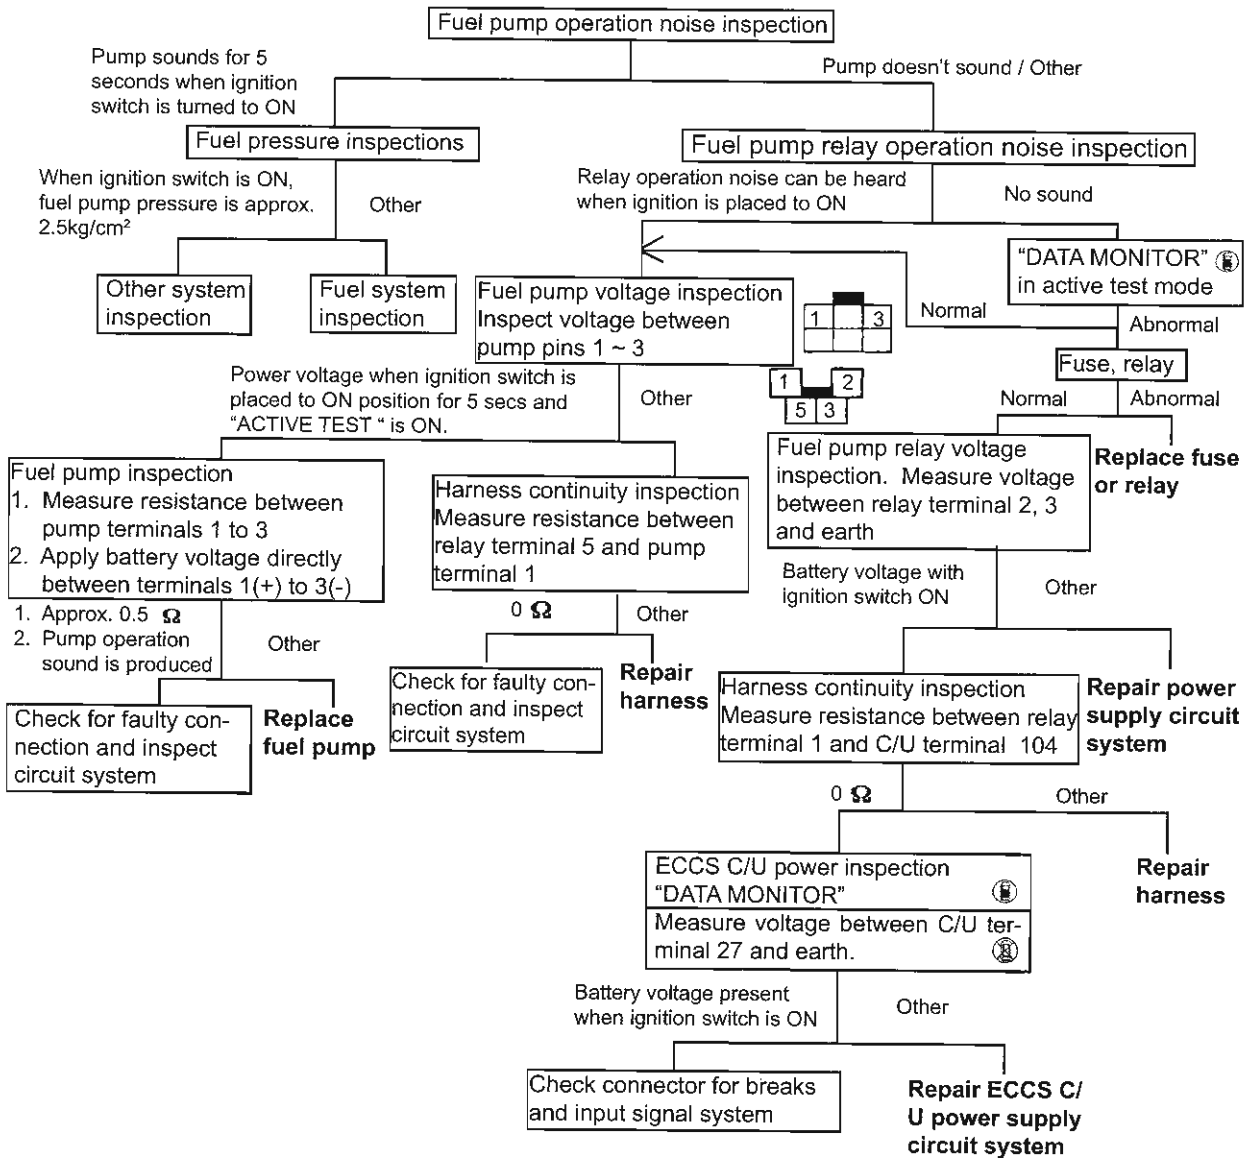 Fuel pump operation noise inspection
Pump sounds for 5
seconds when ignition
switch is turned to ON
Pump doesn't sound / Other
Fuel pressure inspections
Fuel pump relay operation noise inspection
When ignition switch is ON,
fuel pump pressure is approx.
2.5kg/cm²
Other
Relay operation noise can be heard
when ignition is placed to ON
No sound
Other system
inspection
Fuel system
inspection
Fuel pump voltage inspection
Inspect voltage between
pump pins 1 ~ 3
1 3
"DATA MONITOR"
in active test mode
Normal
Abnormal
Fuse, relay
Power voltage when ignition switch is
placed to ON position for 5 secs and
"ACTIVE TEST " is ON.
Other
1 2
5 3
Normal
Abnormal
Fuel pump inspection
1. Measure resistance between
pump terminals 1 to 3
2. Apply battery voltage directly
between terminals 1(+) to 3(-)
Harness continuity inspection
Measure resistance between
relay terminal 5 and pump
terminal 1
Fuel pump relay voltage
inspection. Measure voltage
between relay terminal 2, 3
and earth
Replace fuse
or relay
1. Approx. 0.5 Ω
2. Pump operation
sound is produced
Other
0 Ω
Other
Battery voltage with
ignition switch ON
Other
Check for faulty con-
nection and inspect
circuit system
Replace
fuel pump
Check for faulty con-
nection and inspect
circuit system
Repair
harness
Harness continuity inspection
Measure resistance between relay
terminal 1 and C/U terminal 104
Repair power
supply circuit
system
0 Ω
Other
ECCS C/U power inspection
"DATA MONITOR"
Measure voltage between C/U ter-
minal 27 and earth.
Repair
harness
Battery voltage present
when ignition switch is ON
Other
Check connector for breaks
and input signal system
Repair ECCS C/
U power supply
circuit system